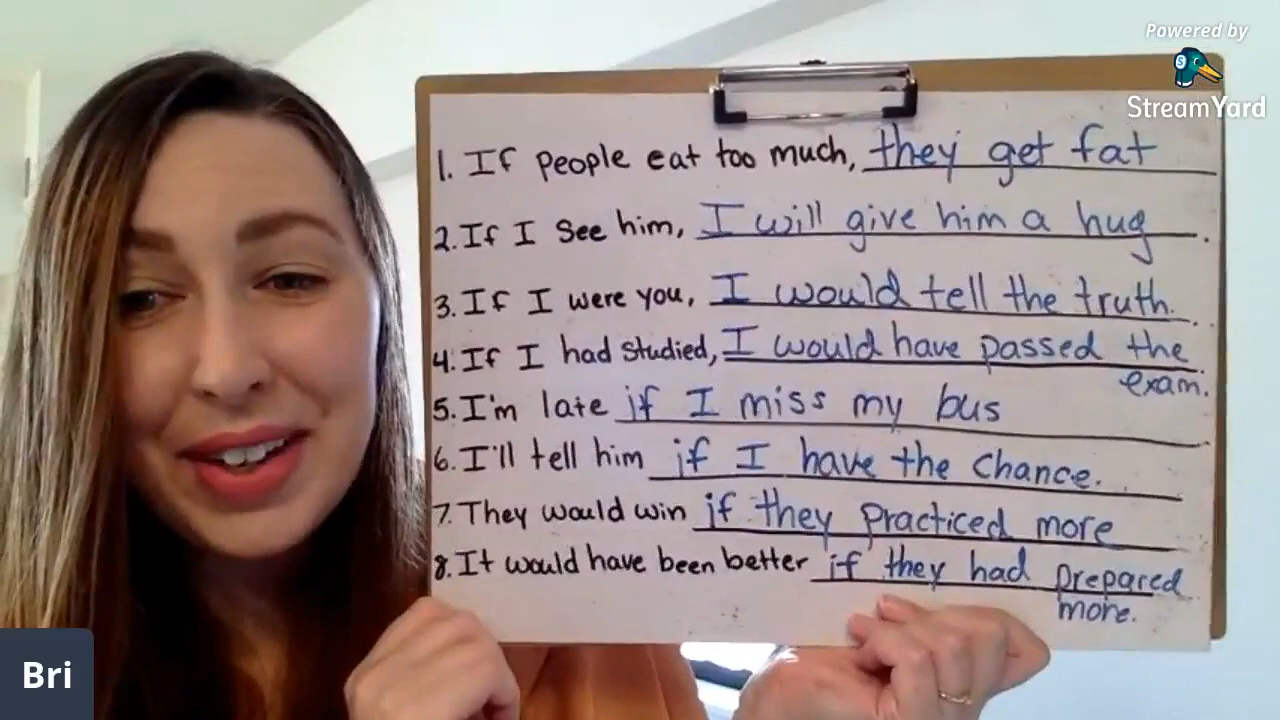 Powered by
StreamYard
1. If people eat too much, they get fat
2. If I see him, I will give him a hug.
3. If I were you, I would tell the truth.
4. If I had studied, I would have passed the
exam.
5. I'm late if I miss my bus
6. I'll tell him if I have the chance.
7. They would win if they practiced more
8. It would have been better if they had prepared
more.
Bri